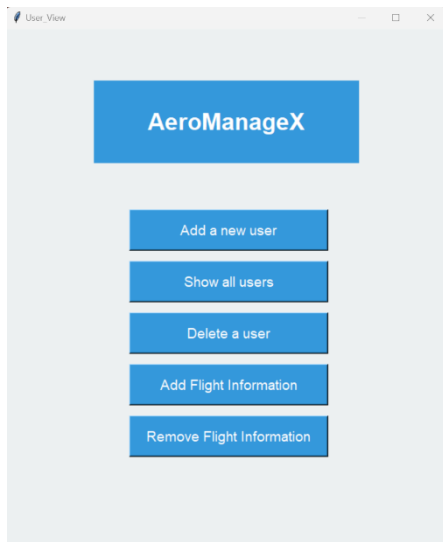 User_View
AeroManageX
Add a new user
Show all users
Delete a user
Add Flight Information
Remove Flight Information